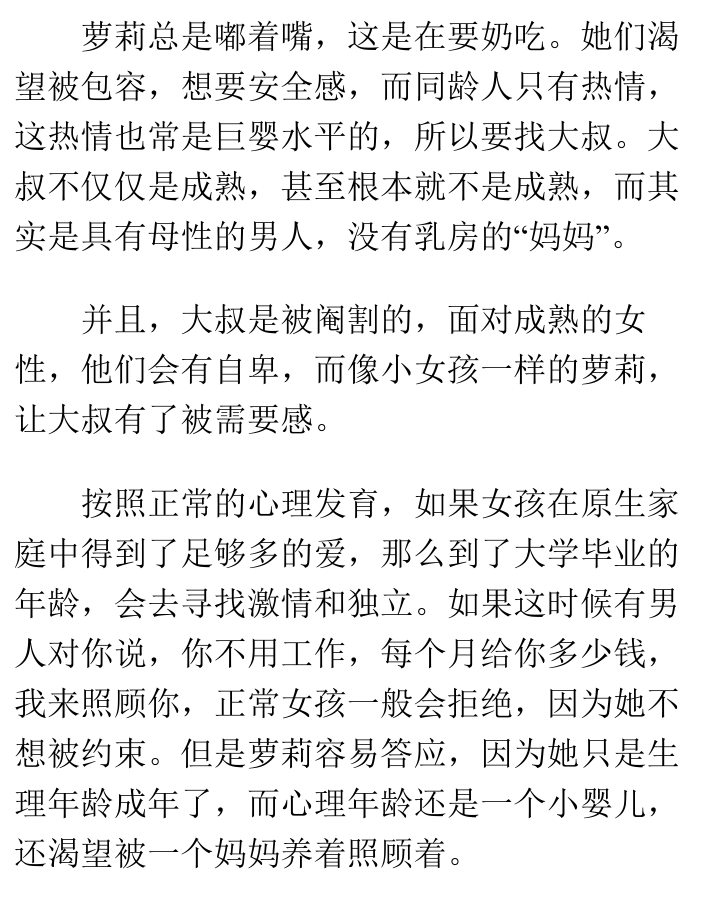 萝莉总是嘟着嘴，这是在要奶吃。她们渴
望被包容，想要安全感，而同龄人只有热情，
这热情也常是巨婴水平的，所以要找大叔。大
叔不仅仅是成熟，甚至根本就不是成熟，而其
实是具有母性的男人，没有乳房的“妈妈”。
并且，大叔是被阉割的，面对成熟的女
性，他们会有自卑，而像小女孩一样的萝莉，
让大叔有了被需要感。
按照正常的心理发育，如果女孩在原生家
庭中得到了足够多的爱，那么到了大学毕业的
年龄，会去寻找激情和独立。如果这时候有男
人对你说，你不用工作，每个月给你多少钱，
我来照顾你，正常女孩一般会拒绝，因为她不
想被约束。但是萝莉容易答应，因为她只是生
理年龄成年了，而心理年龄还是一个小婴儿，
还渴望被一个妈妈养着照顾着。